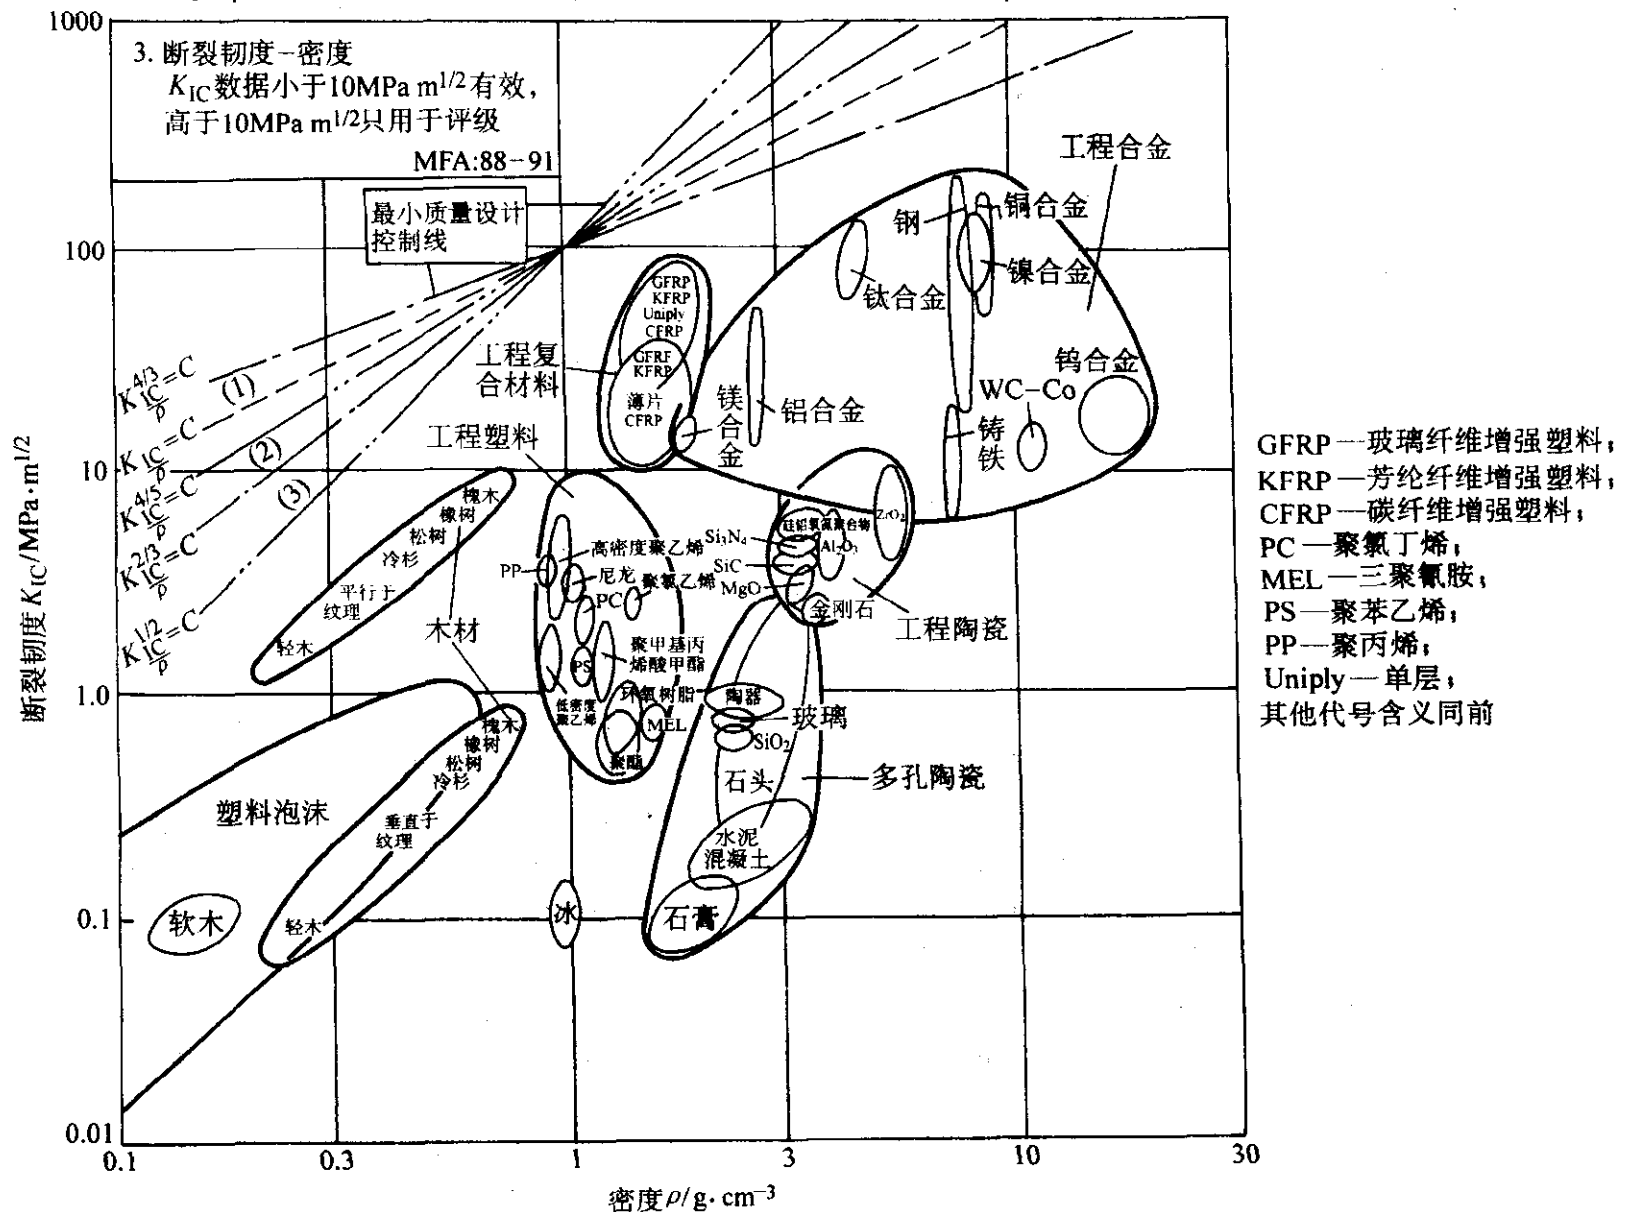 1000
100
10
1.0
0.1
0.01
断裂韧度 K_IC/MPa·m^1/2
3. 断裂韧度-密度
K_IC数据小于10MPa m^1/2有效,
高于10MPa m^1/2只用于评级
MFA:88-91
最小质量设计
控制线
K_IC^4/3/ρ=C
(1)
K_IC/ρ=C
K_IC^4/5/ρ=C
(2)
K_IC^2/3/ρ=C
(3)
K_IC^1/2/ρ=C
工程合金
钢
铜合金
镍合金
钛合金
钨合金
WC-Co
铸
铁
铝合金
镁
合
金
工程复
合材料
GFRP
KFRP
Uniply
CFRP
GFRF
KFRP
薄片
CFRP
工程塑料
高密度聚乙烯
PP
尼龙
聚氯乙烯
PC
聚甲基丙
烯酸甲酯
PS
环氧树脂
低密度
聚乙烯
MEL
聚酯
槐木
橡树
松树
冷杉
平行于
纹理
轻木
木材
槐木
橡树
松树
冷杉
垂直于
纹理
轻木
塑料泡沫
软木
冰
硅铝氧氮聚合物
ZrO2
Si3N4
Al2O3
SiC
MgO
金刚石
工程陶瓷
陶器
玻璃
SiO2
石头
多孔陶瓷
水泥
混凝土
石膏
0.1
0.3
1
3
10
30
密度ρ/g·cm^-3
GFRP—玻璃纤维增强塑料;
KFRP—芳纶纤维增强塑料;
CFRP—碳纤维增强塑料;
PC—聚氯丁烯;
MEL—三聚氰胺;
PS—聚苯乙烯;
PP—聚丙烯;
Uniply—单层;
其他代号含义同前